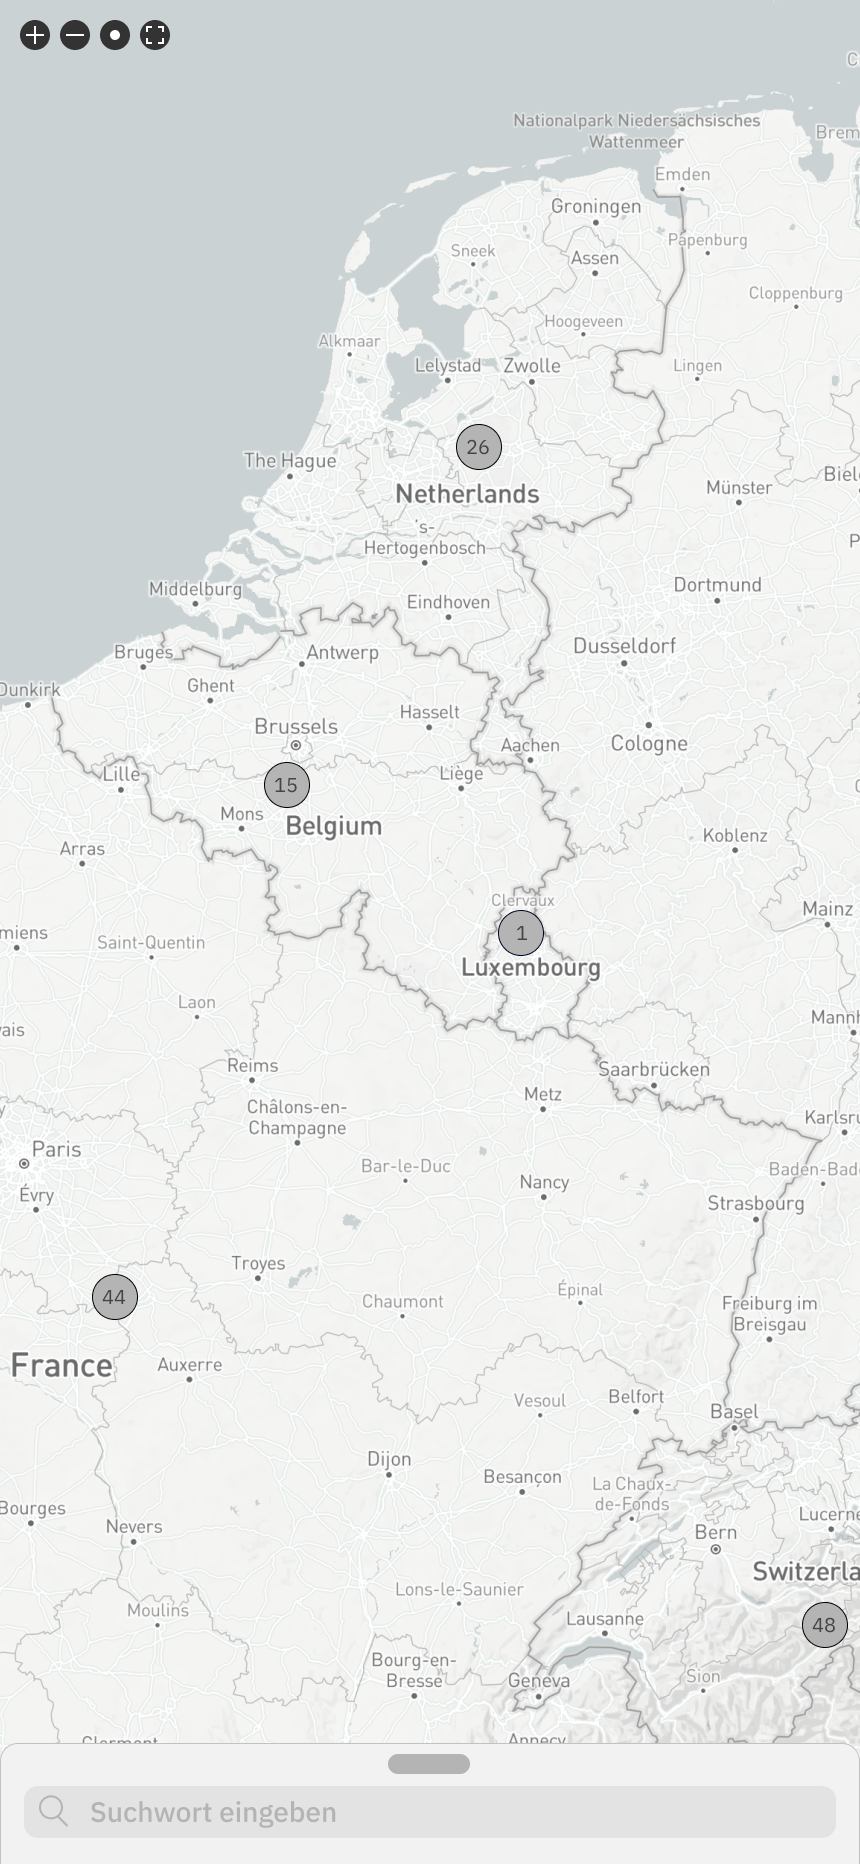 Nationalpark Niedersächsisches
Wattenmeer
Emden
Groningen
Papenburg
Sneek
Assen
Cloppenburg
Hoogeveen
Alkmaar
Lelystad
Zwolle
Lingen
26
The Hague
Netherlands
Münster
's-
Hertogenbosch
Middelburg
Dortmund
Eindhoven
Dusseldorf
Bruges
Antwerp
Dunkirk
Ghent
Hasselt
Brussels
Cologne
Aachen
Lille
Liège
15
Mons
Belgium
Koblenz
Arras
Clervaux
Mainz
miens
1
Saint-Quentin
Luxembourg
Laon
Mannh
ais
Reims
Saarbrücken
Metz
Châlons-en-
Champagne
Karlsru
Paris
Bar-le-Duc
Baden-Bad
Nancy
Évry
Strasbourg
Troyes
Épinal
44
Chaumont
Freiburg im
Breisgau
France
Auxerre
Vesoul
Belfort
Basel
Dijon
Besançon
La Chaux-
de-Fonds
Bourges
Lucerne
Nevers
Bern
Switzerla
Lons-le-Saunier
Moulins
Lausanne
48
Bourg-en-
Bresse
Geneva
Sion
Annecy
Clermont
Suchwort eingeben